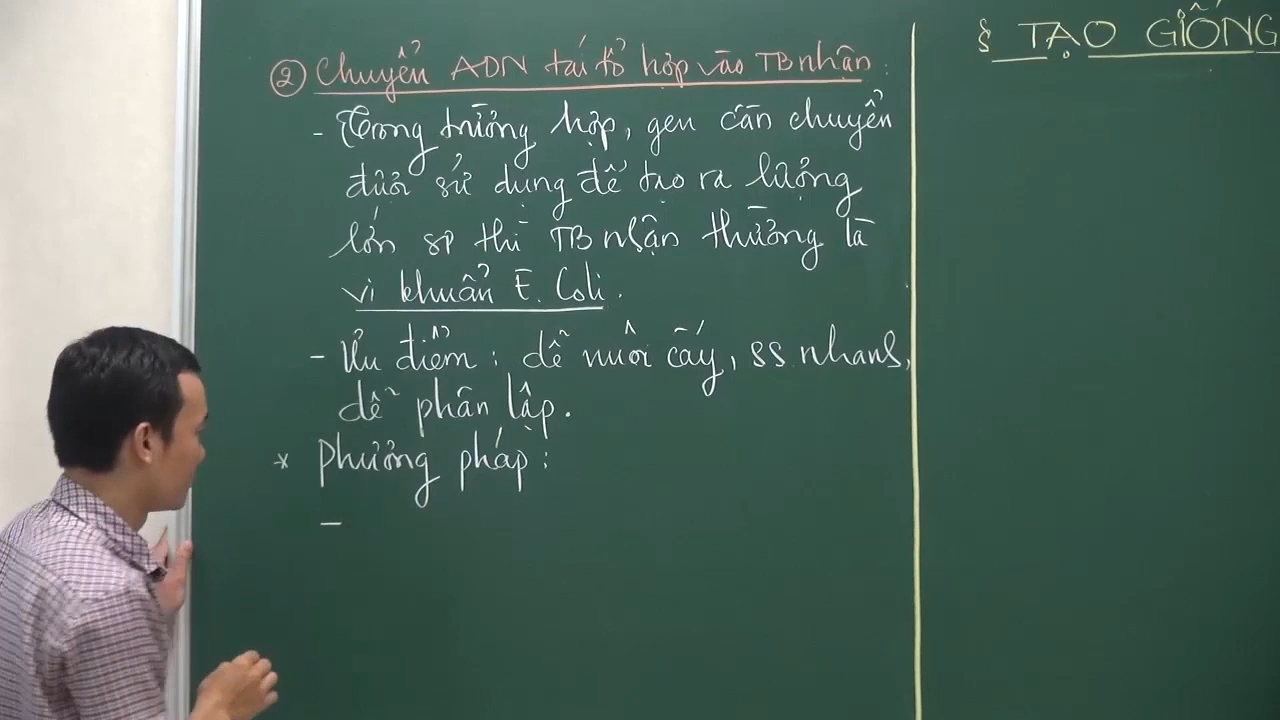 ② Chuyển ADN tái tổ hợp vào TB nhận :
- Trong trường hợp, gen cần chuyển
được sử dụng để tạo ra lượng
lớn sp thì TB nhận thường là
vi khuẩn E. Coli.
- Ưu điểm : dễ nuôi cấy, ss nhanh,
dễ phân lập.
* Phương pháp :
-
§ TẠO GIỐNG